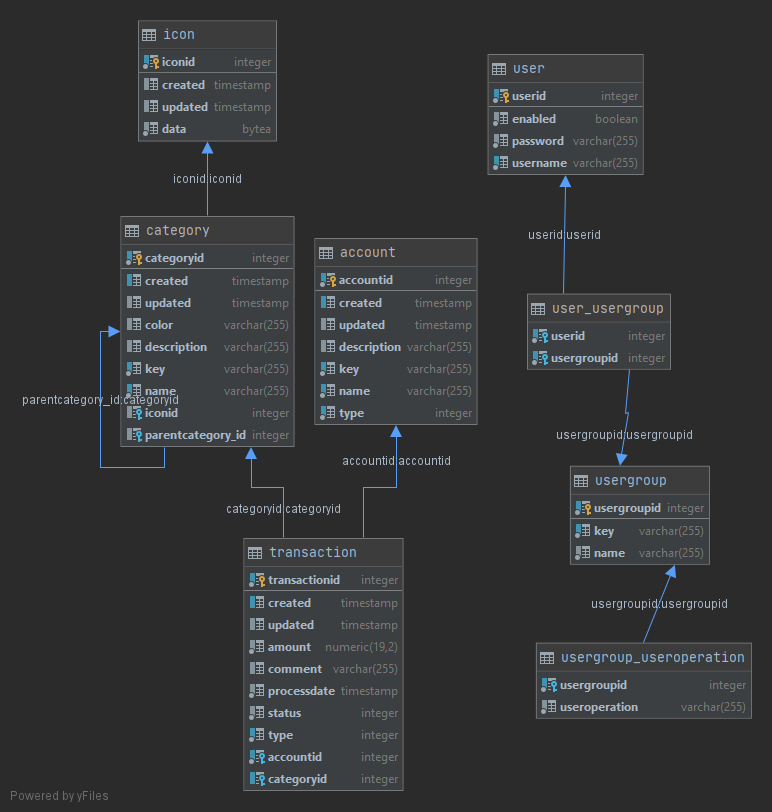 icon
iconid integer
created timestamp
updated timestamp
data bytea
iconid:iconid
user
userid integer
enabled boolean
password varchar(255)
username varchar(255)
userid:userid
category
categoryid integer
created timestamp
updated timestamp
color varchar(255)
description varchar(255)
key varchar(255)
name varchar(255)
iconid integer
parentcategory_id integer
parentcategory_id:categoryid
account
accountid integer
created timestamp
updated timestamp
description varchar(255)
key varchar(255)
name varchar(255)
type integer
accountid:accountid
categoryid:categoryid
user_usergroup
userid integer
usergroupid integer
usergroupid:usergroupid
usergroup
usergroupid integer
key varchar(255)
name varchar(255)
usergroupid:usergroupid
transaction
transactionid integer
created timestamp
updated timestamp
amount numeric(19,2)
comment varchar(255)
processdate timestamp
status integer
type integer
accountid integer
categoryid integer
usergroup_useroperation
usergroupid integer
useroperation varchar(255)
Powered by yFiles